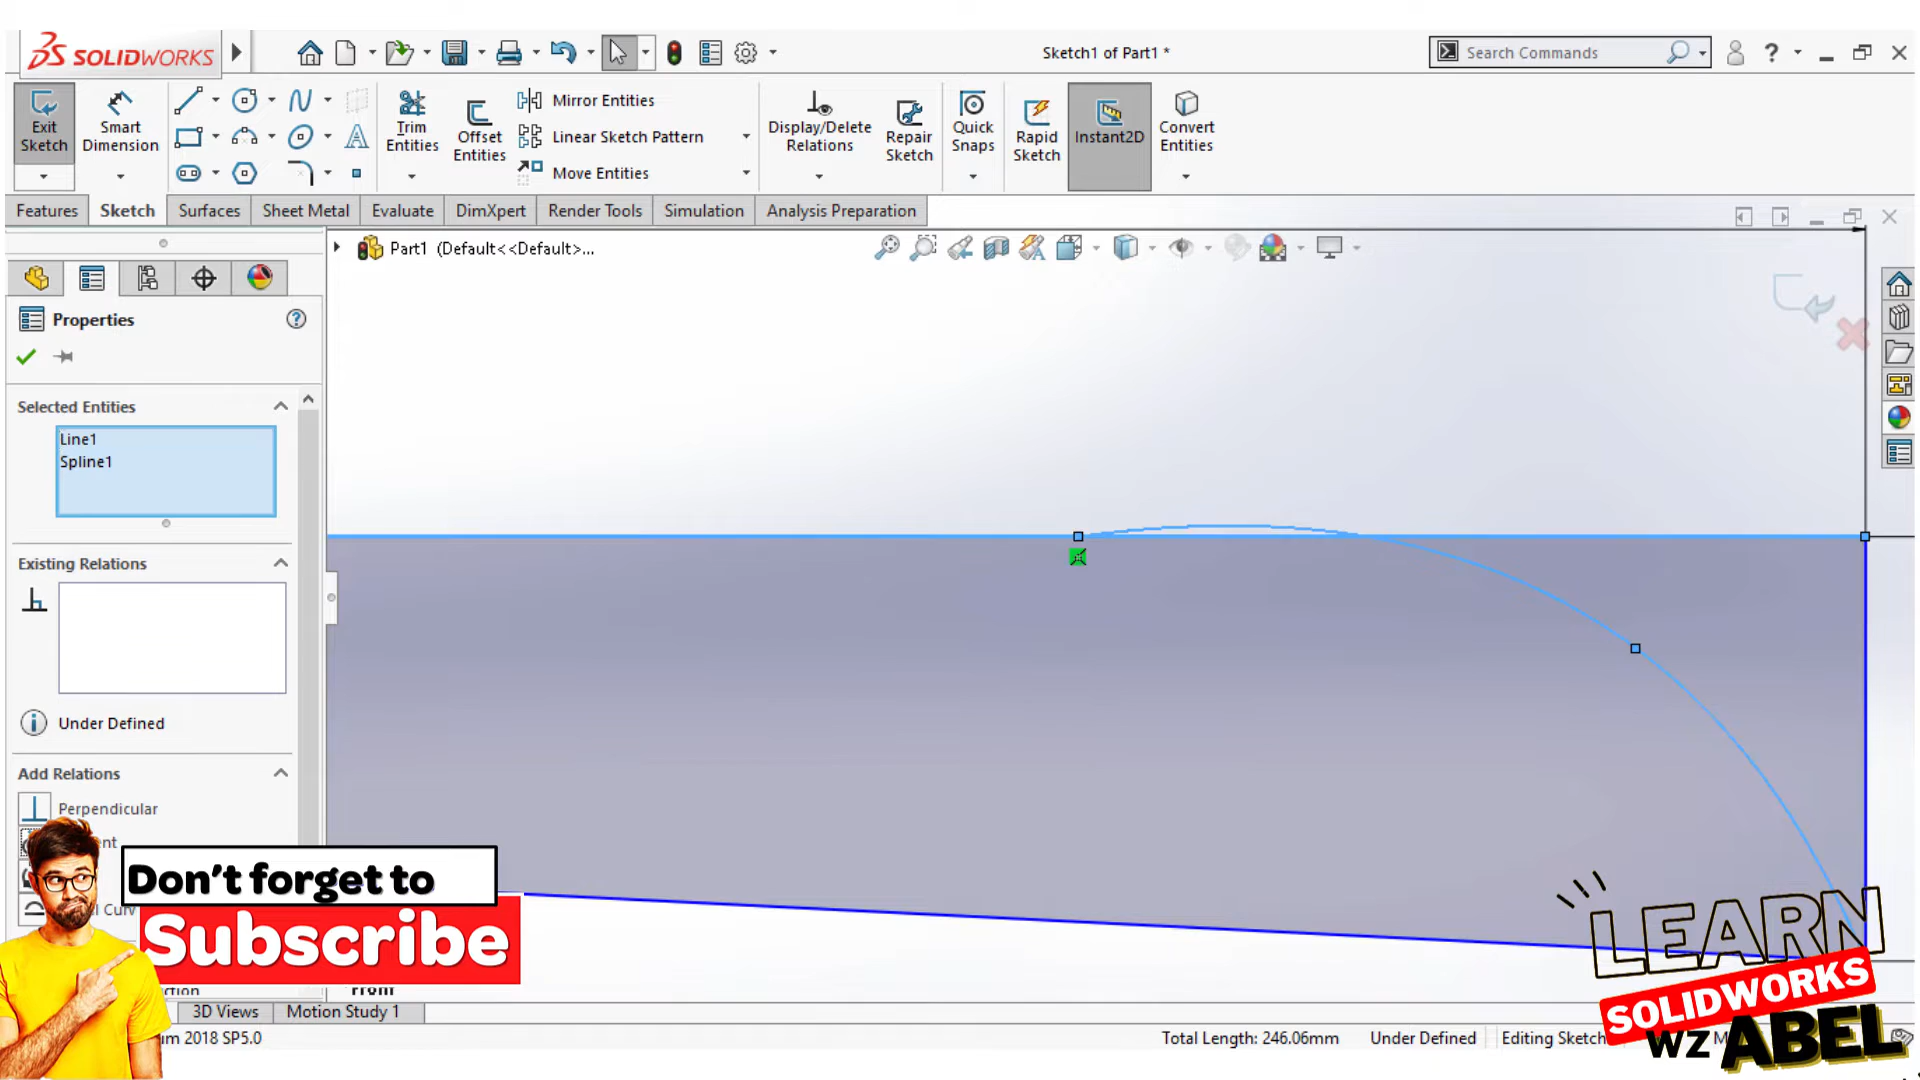 SOLIDWORKS
Sketch1 of Part1 *
Search Commands
?
Exit Sketch
Smart Dimension
Trim Entities
Offset Entities
Mirror Entities
Linear Sketch Pattern
Move Entities
Display/Delete Relations
Repair Sketch
Quick Snaps
Rapid Sketch
Instant2D
Convert Entities
Features
Sketch
Surfaces
Sheet Metal
Evaluate
DimXpert
Render Tools
Simulation
Analysis Preparation
Part1 (Default<<Default>...
Properties
Selected Entities
Line1
Spline1
Existing Relations
Under Defined
Add Relations
Perpendicular
Don't forget to
Subscribe
LEARN
SOLIDWORKS
WZ ABEL
3D Views
Motion Study 1
2018 SP5.0
Total Length: 246.06mm
Under Defined
Editing Sketch